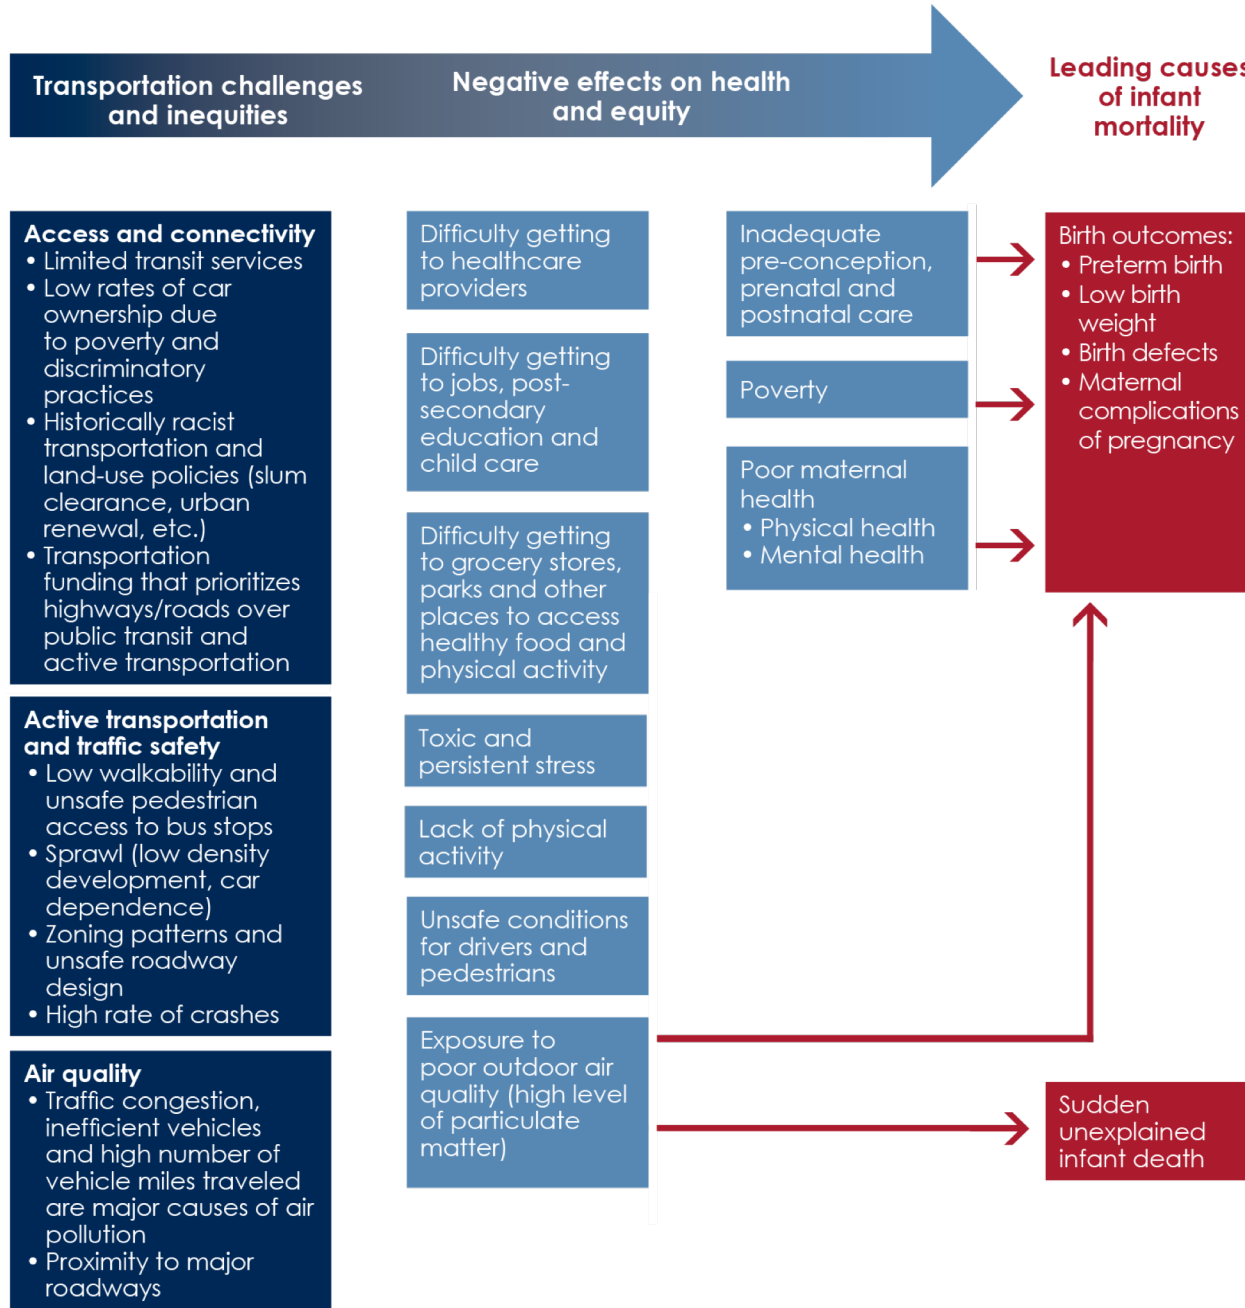 Transportation challenges
and inequities
Negative effects on health
and equity
Leading causes
of infant
mortality
Access and connectivity
• Limited transit services
• Low rates of car
ownership due
to poverty and
discriminatory
practices
• Historically racist
transportation and
land-use policies (slum
clearance, urban
renewal, etc.)
• Transportation
funding that prioritizes
highways/roads over
public transit and
active transportation
Active transportation
and traffic safety
• Low walkability and
unsafe pedestrian
access to bus stops
• Sprawl (low density
development, car
dependence)
• Zoning patterns and
unsafe roadway
design
• High rate of crashes
Air quality
• Traffic congestion,
inefficient vehicles
and high number of
vehicle miles traveled
are major causes of air
pollution
• Proximity to major
roadways
Difficulty getting
to healthcare
providers
Difficulty getting
to jobs, post-
secondary
education and
child care
Difficulty getting
to grocery stores,
parks and other
places to access
healthy food and
physical activity
Toxic and
persistent stress
Lack of physical
activity
Unsafe conditions
for drivers and
pedestrians
Exposure to
poor outdoor air
quality (high level
of particulate
matter)
Inadequate
pre-conception,
prenatal and
postnatal care
Poverty
Poor maternal
health
• Physical health
• Mental health
Birth outcomes:
• Preterm birth
• Low birth
weight
• Birth defects
• Maternal
complications
of pregnancy
Sudden
unexplained
infant death